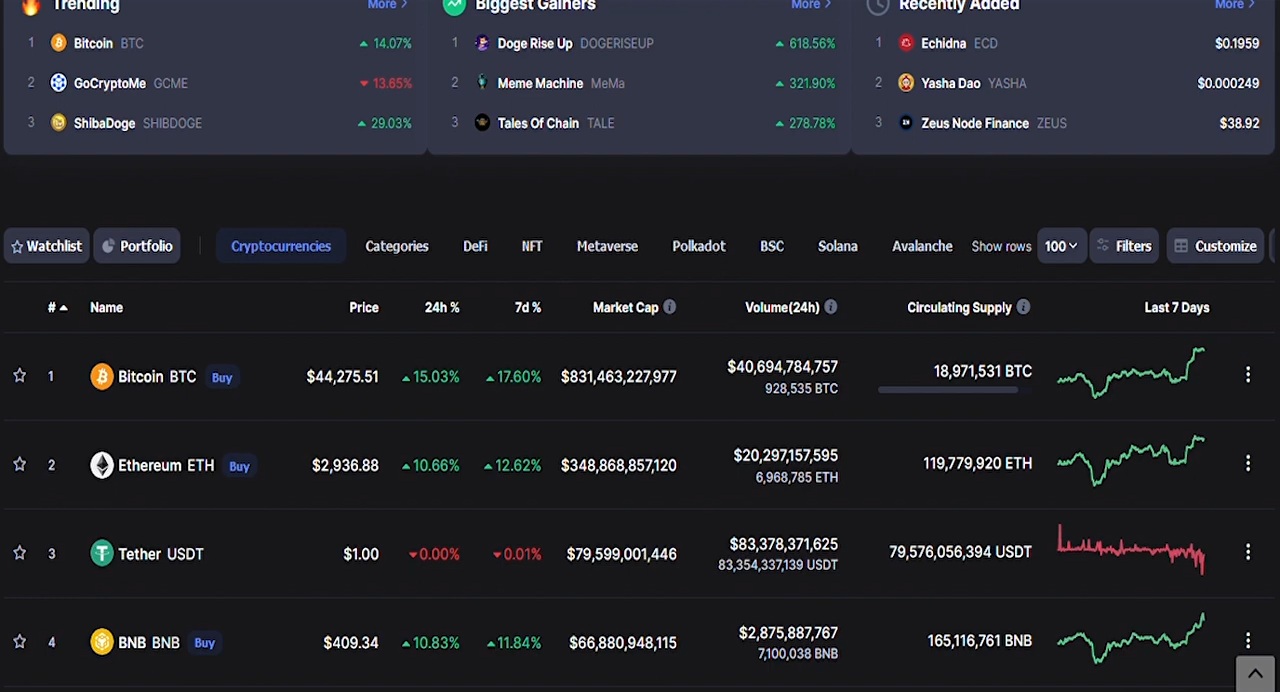 Trending More >
1 Bitcoin BTC 14.07%
2 GoCryptoMe GCME 13.65%
3 ShibaDoge SHIBDOGE 29.03%
Biggest Gainers More >
1 Doge Rise Up DOGERISEUP 618.56%
2 Meme Machine MeMa 321.90%
3 Tales Of Chain TALE 278.78%
Recently Added More >
1 Echidna ECD $0.1959
2 Yasha Dao YASHA $0.000249
3 Zeus Node Finance ZEUS $38.92
Watchlist Portfolio Cryptocurrencies Categories DeFi NFT Metaverse Polkadot BSC Solana Avalanche Show rows 100 Filters Customize
# Name Price 24h % 7d % Market Cap Volume(24h) Circulating Supply Last 7 Days
1 Bitcoin BTC Buy $44,275.51 15.03% 17.60% $831,463,227,977 $40,694,784,757 18,971,531 BTC
928,535 BTC
2 Ethereum ETH Buy $2,936.88 10.66% 12.62% $348,868,857,120 $20,297,157,595 119,779,920 ETH
6,968,785 ETH
3 Tether USDT $1.00 0.00% 0.01% $79,599,001,446 $83,378,371,625 79,576,056,394 USDT
83,354,337,139 USDT
4 BNB BNB Buy $409.34 10.83% 11.84% $66,880,948,115 $2,875,887,767 165,116,761 BNB
7,100,038 BNB